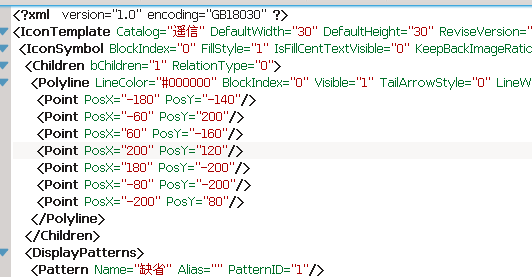 <?xml version="1.0" encoding="GB18030" ?>
<IconTemplate Catalog="遥信" DefaultWidth="30" DefaultHeight="30" ReviseVersion=
<IconSymbol BlockIndex="0" FillStyle="1" IsFillCentTextVisible="0" KeepBackImageRatio
<Children bChildren="1" RelationType="0">
<Polyline LineColor="#000000" BlockIndex="0" Visible="1" TailArrowStyle="0" LineW
<Point PosX="-180" PosY="-140"/>
<Point PosX="-60" PosY="200"/>
<Point PosX="60" PosY="-160"/>
<Point PosX="200" PosY="120"/>
<Point PosX="180" PosY="-200"/>
<Point PosX="-80" PosY="-200"/>
<Point PosX="-200" PosY="80"/>
</Polyline>
</Children>
<DisplayPatterns>
<Pattern Name="缺省" Alias="" PatternID="1"/>